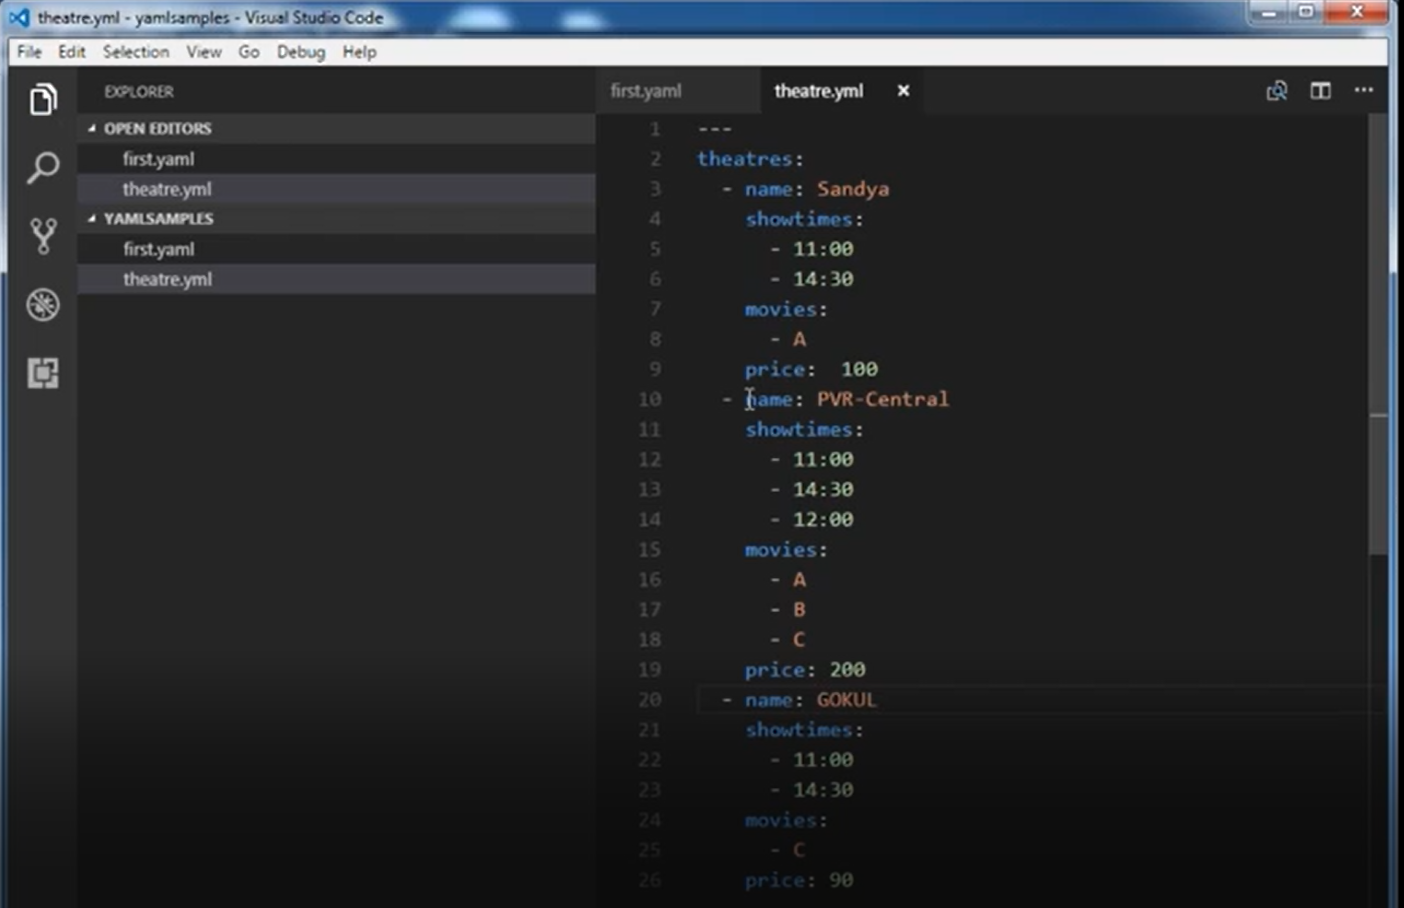 theatre.yml - yamlsamples - Visual Studio Code
File Edit Selection View Go Debug Help
EXPLORER
OPEN EDITORS
first.yaml
theatre.yml
YAMLSAMPLES
first.yaml
theatre.yml
first.yaml theatre.yml
1 ---
2 theatres:
3   - name: Sandya
4     showtimes:
5       - 11:00
6       - 14:30
7     movies:
8       - A
9     price:  100
10   - name: PVR-Central
11     showtimes:
12       - 11:00
13       - 14:30
14       - 12:00
15     movies:
16       - A
17       - B
18       - C
19     price: 200
20   - name: GOKUL
21     showtimes:
22       - 11:00
23       - 14:30
24     movies:
25       - C
26     price: 90